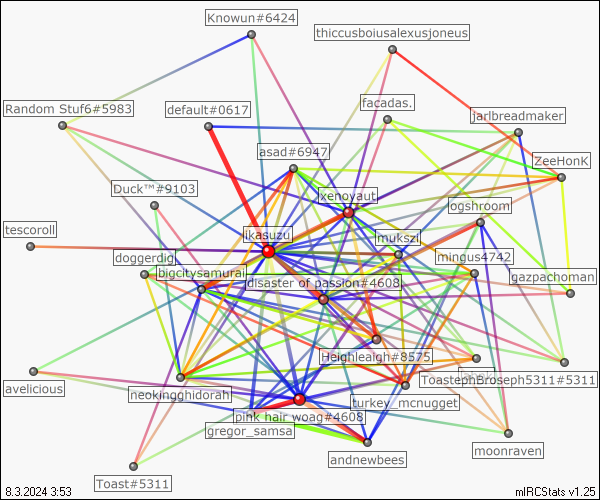 Knowun#6424
thiccusboiusalexusjoneus
Random Stuf6#5983
default#0617
façadas.
jarlbreadmaker
asad#6947
ZeeHonK
Duck™#9103
xenoyaut
ogshroom
tescoroll
ikasuzu
mukszi
doggerdig
bigcitysamurai
mingus4742
disaster of passion#4608
gazpachoman
Heighleaigh#8575
ToastephBroseph5311#5311
avelicious
neokingghidorah
turkey_mcnugget
pink hair woag#4608
gregor_samsa
moonraven
andnewbees
Toast#5311
8.3.2024 3:53
mIRCStats v1.25